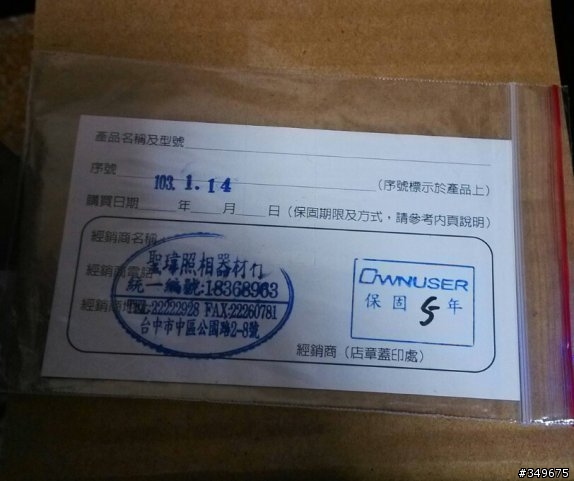 產品名稱及型號
序號 (序號標示於產品上)
103. 1. 14
購買日期 年 月 日 (保固期限及方式，請參考內頁說明)
經銷商名稱
聖瑋照相器材行
經銷商電話
統一編號:18368963
經銷商
TEL:22222928 FAX:22260781
台中市中區公園路2-8號
OWNUSER
保固 5 年
經銷商 (店章蓋印處)
#349675